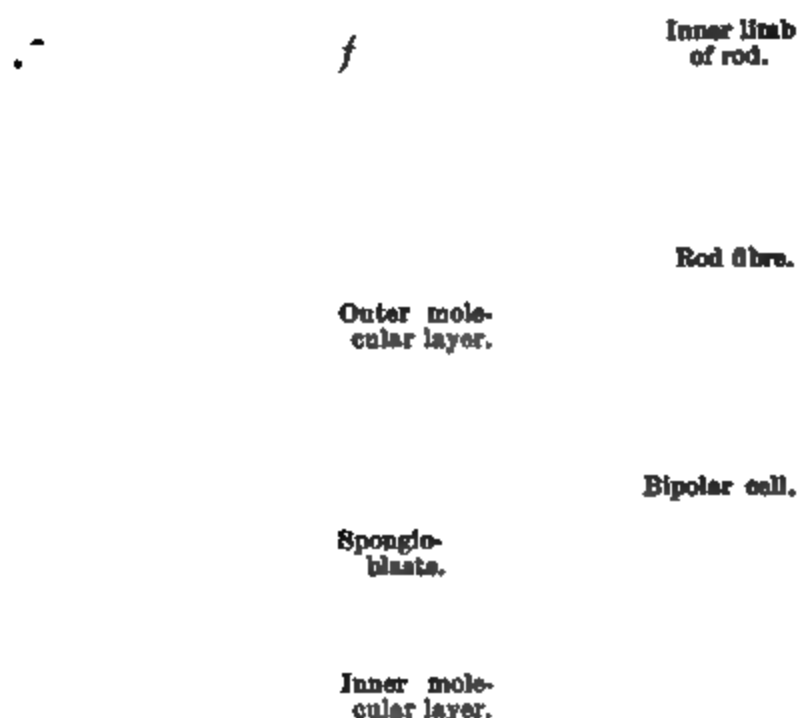 f
Inner limb
of rod.
Rod fibre.
Outer mole-
cular layer.
Bipolar cell.
Spongio-
blasts.
Inner mole-
cular layer.